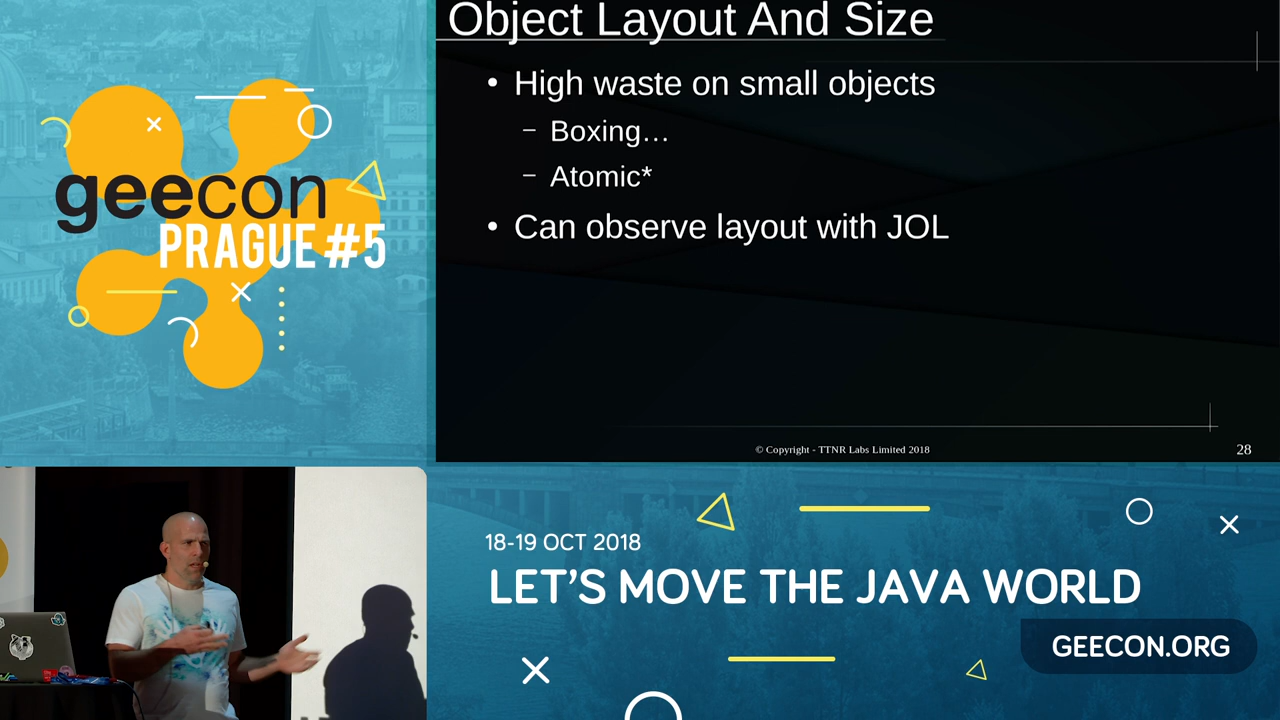 geecon
PRAGUE #5
Object Layout And Size
• High waste on small objects
– Boxing…
– Atomic*
• Can observe layout with JOL
© Copyright - TTNR Labs Limited 2018
28
18-19 OCT 2018
LET'S MOVE THE JAVA WORLD
GEECON.ORG